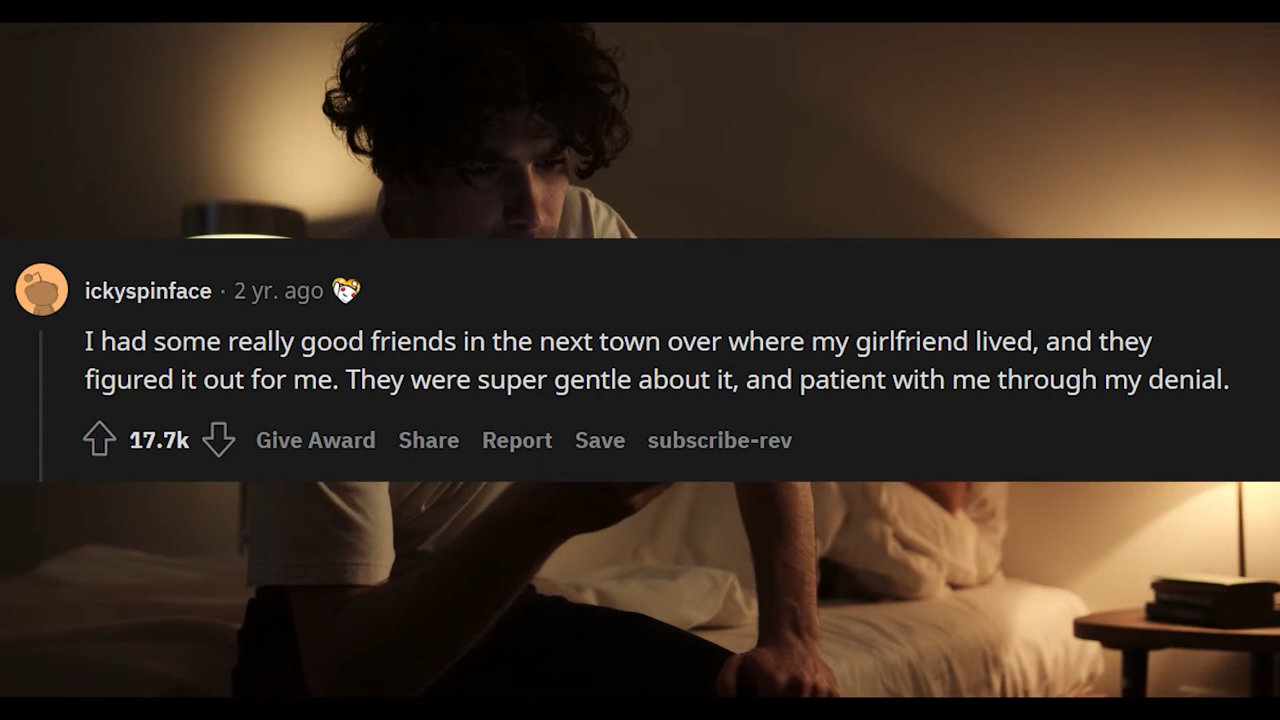 ickyspinface · 2 yr. ago
I had some really good friends in the next town over where my girlfriend lived, and they
figured it out for me. They were super gentle about it, and patient with me through my denial.
17.7k Give Award Share Report Save subscribe-rev